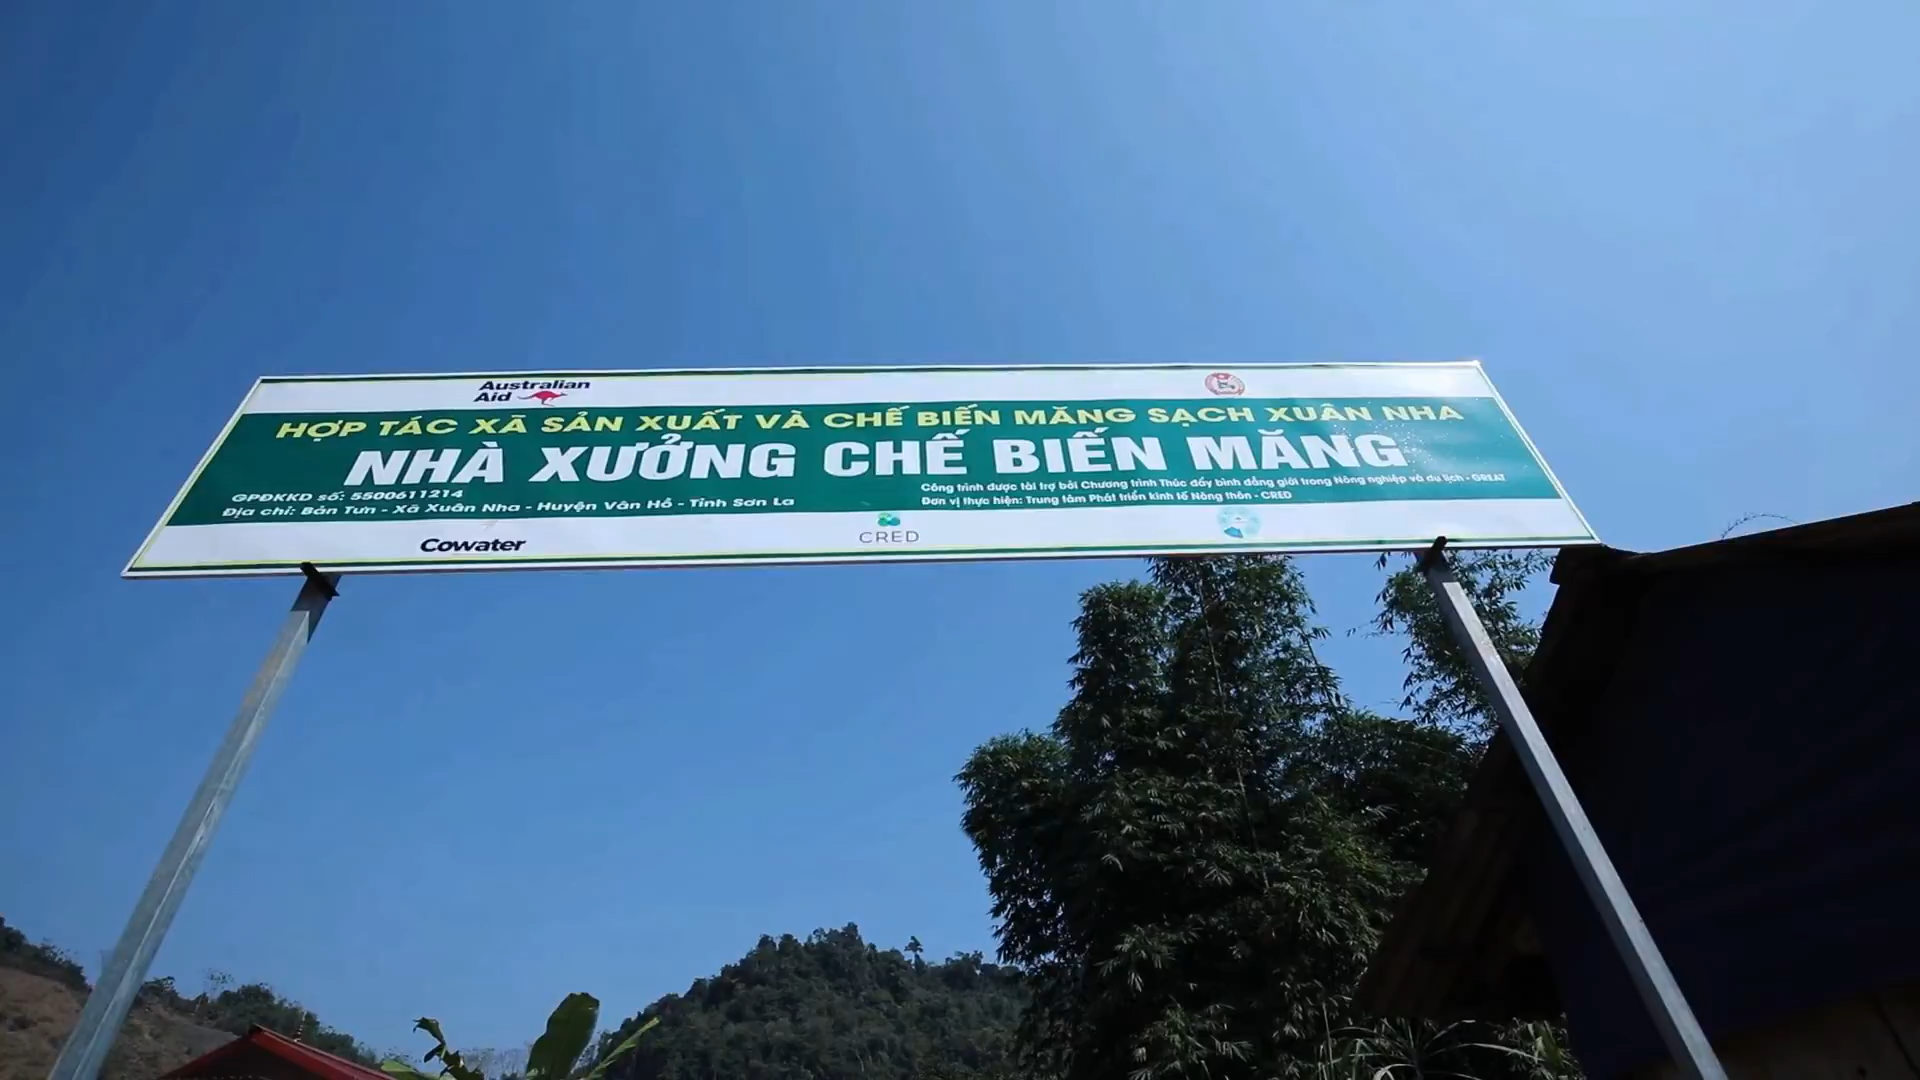 Australian
Aid
HỢP TÁC XÃ SẢN XUẤT VÀ CHẾ BIẾN MĂNG SẠCH XUÂN NHA
NHÀ XƯỞNG CHẾ BIẾN MĂNG
GPĐKKD số: 5500611214
Địa chỉ: Bản Tưn - Xã Xuân Nha - Huyện Vân Hồ - Tỉnh Sơn La
Công trình được tài trợ bởi Chương trình Thúc đẩy bình đẳng giới trong Nông nghiệp và du lịch - GREAT
Đơn vị thực hiện: Trung tâm Phát triển kinh tế Nông thôn - CRED
Cowater
CRED